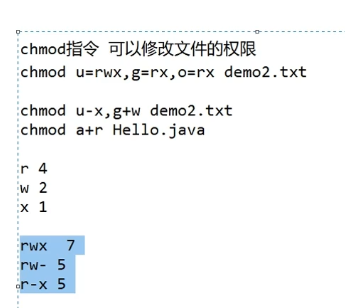 chmod指令 可以修改文件的权限
chmod u=rwx,g=rx,o=rx demo2.txt
chmod u-x,g+w demo2.txt
chmod a+r Hello.java
r 4
w 2
x 1
rwx  7
rw- 5
r-x 5